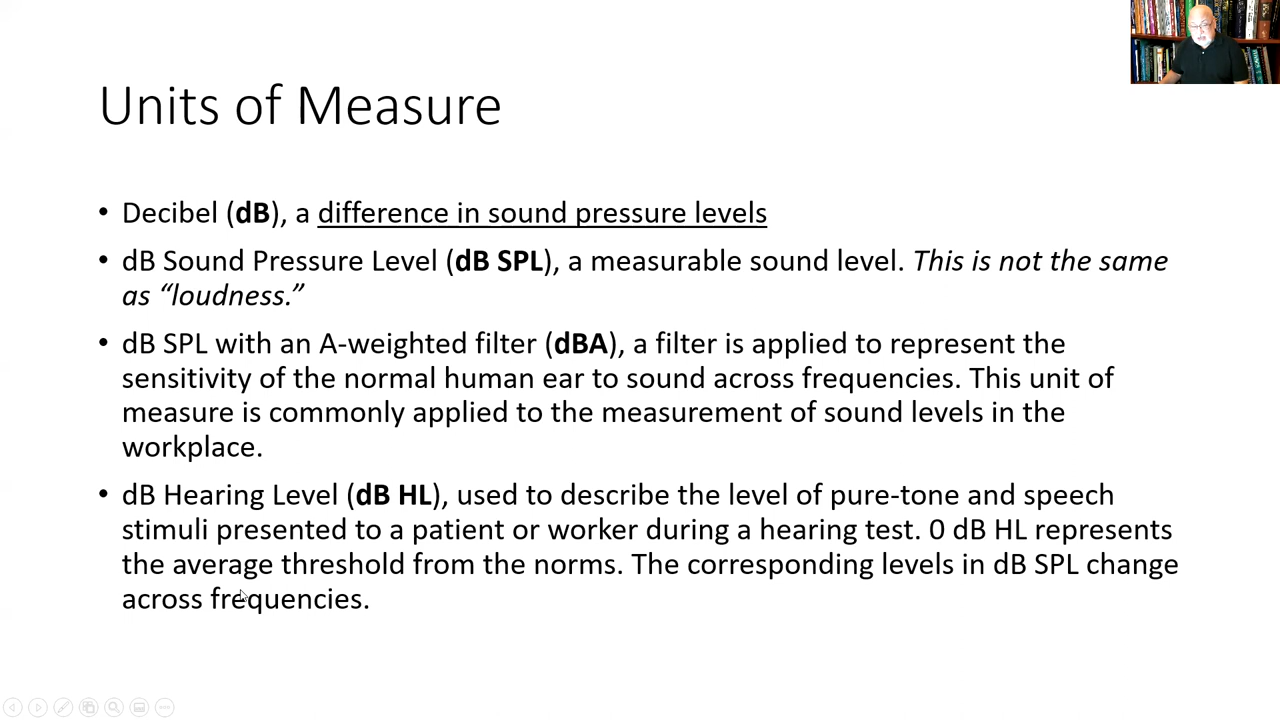 Units of Measure
• Decibel (dB), a difference in sound pressure levels
• dB Sound Pressure Level (dB SPL), a measurable sound level. This is not the same
as “loudness.”
• dB SPL with an A-weighted filter (dBA), a filter is applied to represent the
sensitivity of the normal human ear to sound across frequencies. This unit of
measure is commonly applied to the measurement of sound levels in the
workplace.
• dB Hearing Level (dB HL), used to describe the level of pure-tone and speech
stimuli presented to a patient or worker during a hearing test. 0 dB HL represents
the average threshold from the norms. The corresponding levels in dB SPL change
across frequencies.